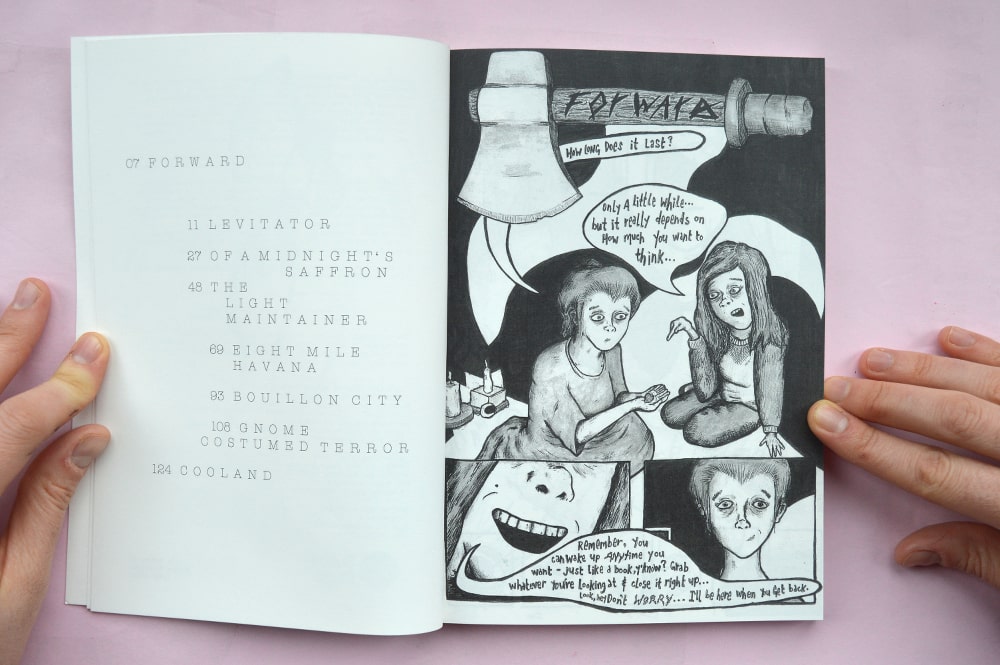 07 FORWARD
11 LEVITATOR
27 OF A MIDNIGHT'S
SAFFRON
48 THE
LIGHT
MAINTAINER
69 EIGHT MILE
HAVANA
93 BOUILLON CITY
108 GNOME
COSTUMED TERROR
124 COOLAND
FORWARD
How Long Does it Last?
only A little while...
but it really depends on
How much You want to
think...
Remember, You
can wake up ANytime you
want - just like a book, y'know? Grab
whatever You're looking at & close it right up...
Look, hey Don't WORRY... I'll be here when You Get back.